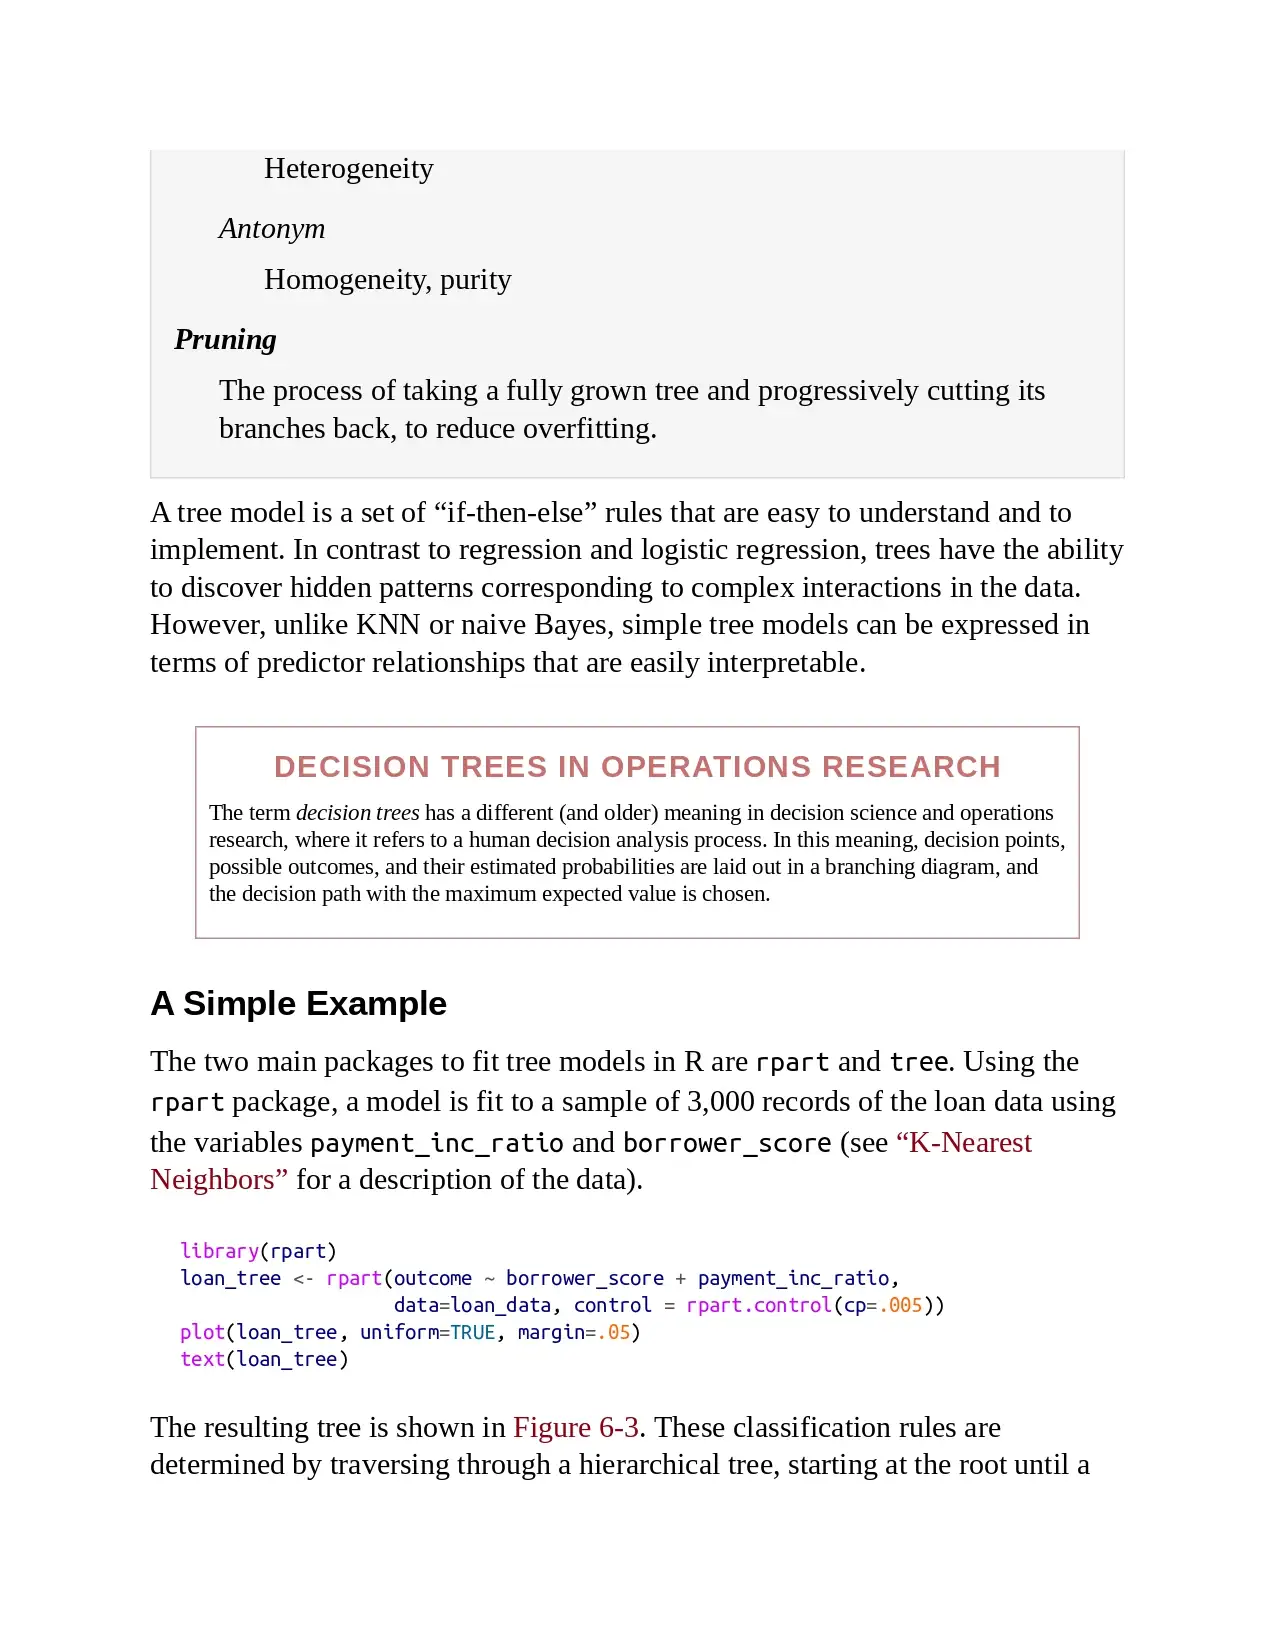 Heterogeneity
Antonym
Homogeneity, purity
Pruning
The process of taking a fully grown tree and progressively cutting its
branches back, to reduce overfitting.
A tree model is a set of “if-then-else” rules that are easy to understand and to
implement. In contrast to regression and logistic regression, trees have the ability
to discover hidden patterns corresponding to complex interactions in the data.
However, unlike KNN or naive Bayes, simple tree models can be expressed in
terms of predictor relationships that are easily interpretable.
DECISION TREES IN OPERATIONS RESEARCH
The term decision trees has a different (and older) meaning in decision science and operations
research, where it refers to a human decision analysis process. In this meaning, decision points,
possible outcomes, and their estimated probabilities are laid out in a branching diagram, and
the decision path with the maximum expected value is chosen.
A Simple Example
The two main packages to fit tree models in R are rpart and tree. Using the
rpart package, a model is fit to a sample of 3,000 records of the loan data using
the variables payment_inc_ratio and borrower_score (see “K-Nearest
Neighbors” for a description of the data).
library(rpart)
loan_tree <- rpart(outcome ~ borrower_score + payment_inc_ratio,
data=loan_data, control = rpart.control(cp=.005))
plot(loan_tree, uniform=TRUE, margin=.05)
text(loan_tree)
The resulting tree is shown in Figure 6-3. These classification rules are
determined by traversing through a hierarchical tree, starting at the root until a